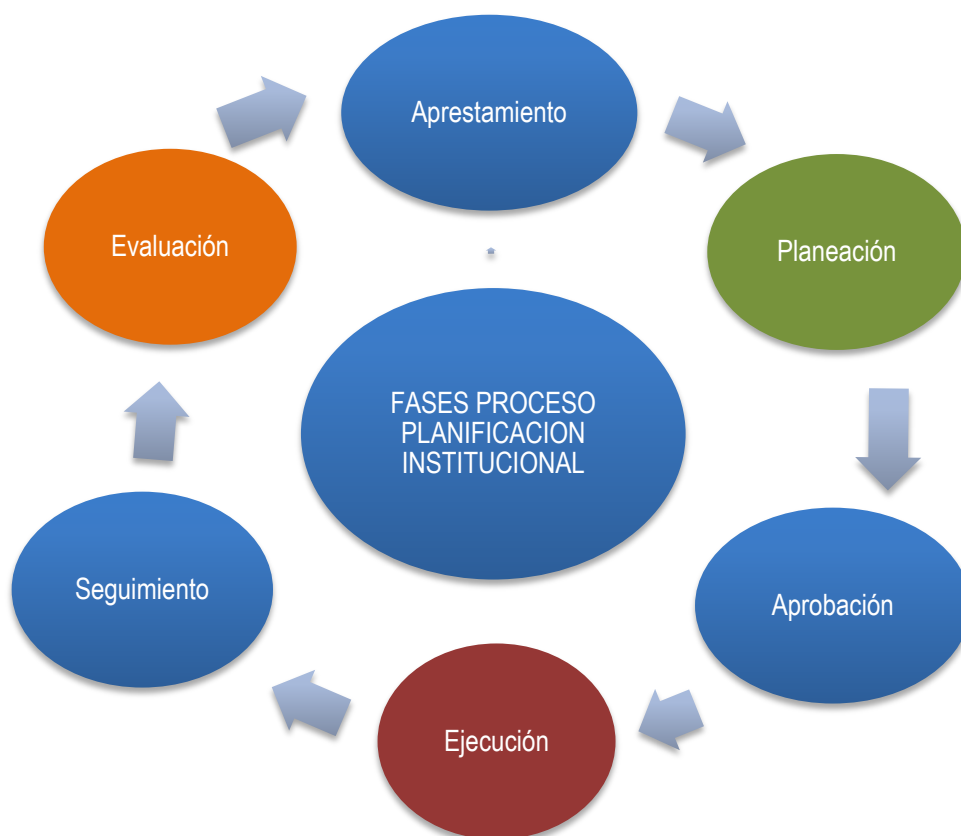 Aprestamiento
Evaluación
Planeación
FASES PROCESO
PLANIFICACION
INSTITUCIONAL
Seguimiento
Aprobación
Ejecución